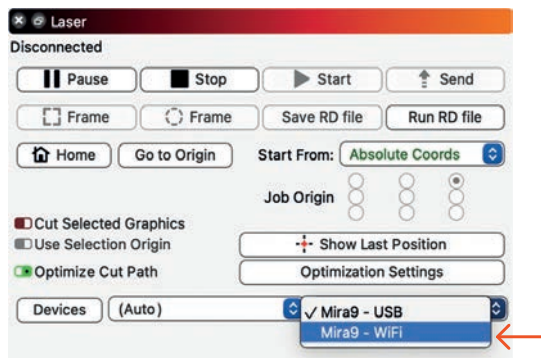 Laser
Disconnected
Pause Stop Start Send
Frame Frame Save RD file Run RD file
Home Go to Origin Start From: Absolute Coords
Job Origin
Cut Selected Graphics
Use Selection Origin Show Last Position
Optimize Cut Path Optimization Settings
Devices (Auto) ✓ Mira9 - USB
Mira9 - WiFi